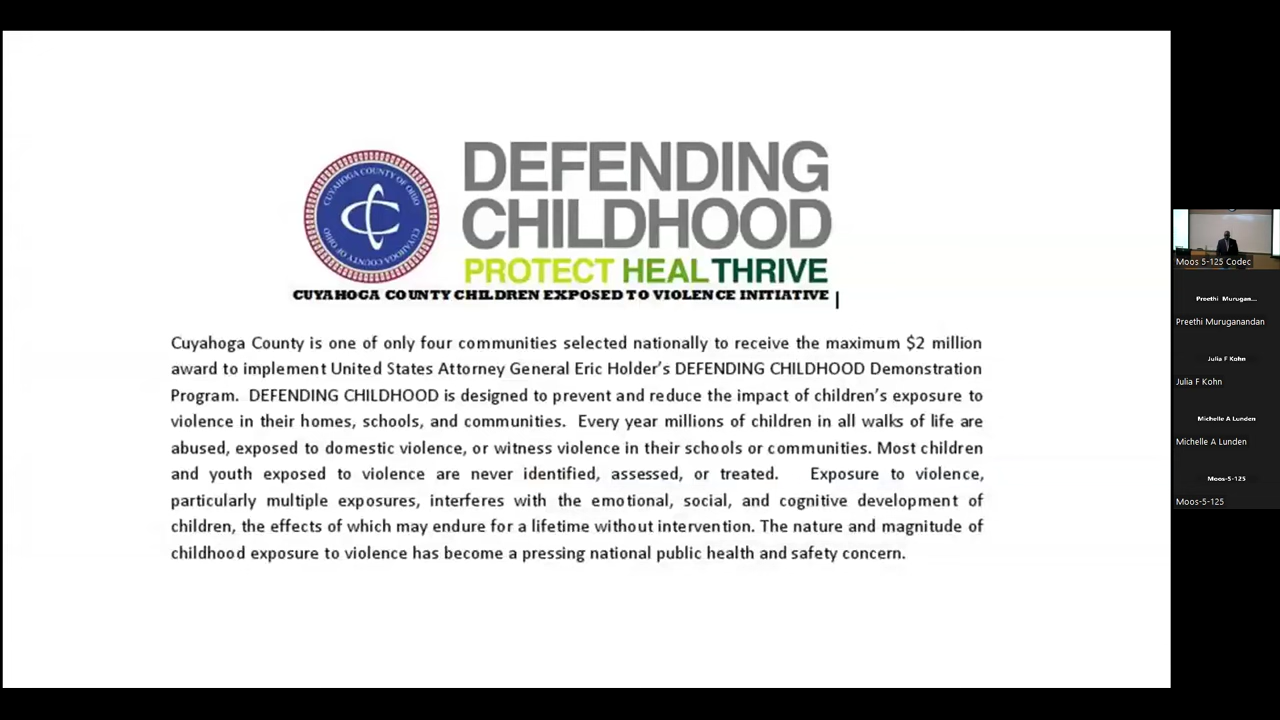 CUYAHOGA COUNTY OF OHIO
CUYAHOGA COUNTY OF OHIO
DEFENDING
CHILDHOOD
PROTECT HEAL THRIVE
CUYAHOGA COUNTY CHILDREN EXPOSED TO VIOLENCE INITIATIVE
Cuyahoga County is one of only four communities selected nationally to receive the maximum $2 million
award to implement United States Attorney General Eric Holder's DEFENDING CHILDHOOD Demonstration
Program. DEFENDING CHILDHOOD is designed to prevent and reduce the impact of children's exposure to
violence in their homes, schools, and communities. Every year millions of children in all walks of life are
abused, exposed to domestic violence, or witness violence in their schools or communities. Most children
and youth exposed to violence are never identified, assessed, or treated. Exposure to violence,
particularly multiple exposures, interferes with the emotional, social, and cognitive development of
children, the effects of which may endure for a lifetime without intervention. The nature and magnitude of
childhood exposure to violence has become a pressing national public health and safety concern.
Moos 5-125 Codec
Preethi Murugan...
Preethi Muruganandan
Julia F Kohn
Julia F Kohn
Michelle A Lunden
Michelle A Lunden
Moos-5-125
Moos-5-125